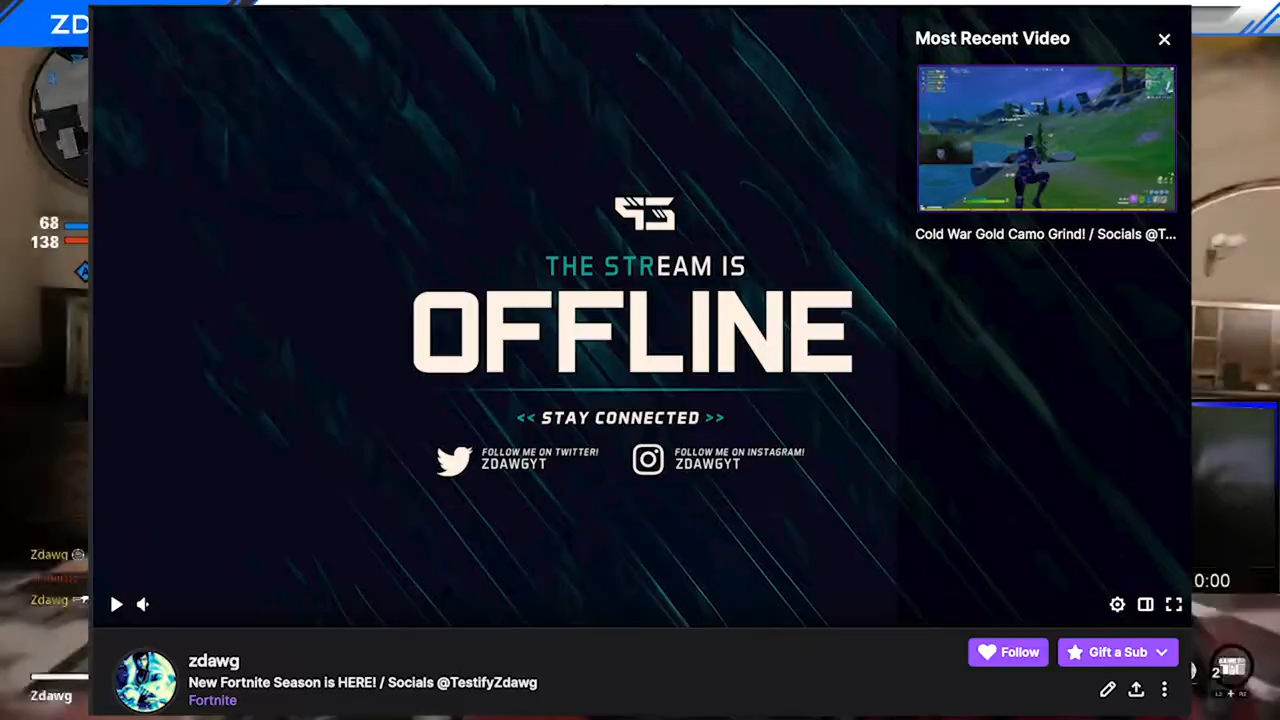 ZD
Most Recent Video
68
138
Cold War Gold Camo Grind! / Socials @T...
THE STREAM IS
OFFLINE
<< STAY CONNECTED >>
FOLLOW ME ON TWITTER!
ZDAWGYT
FOLLOW ME ON INSTAGRAM!
ZDAWGYT
Zdawg
Zdawg
0:00
zdawg
Follow
Gift a Sub
New Fortnite Season is HERE! / Socials @TestifyZdawg
Fortnite
Zdawg
2